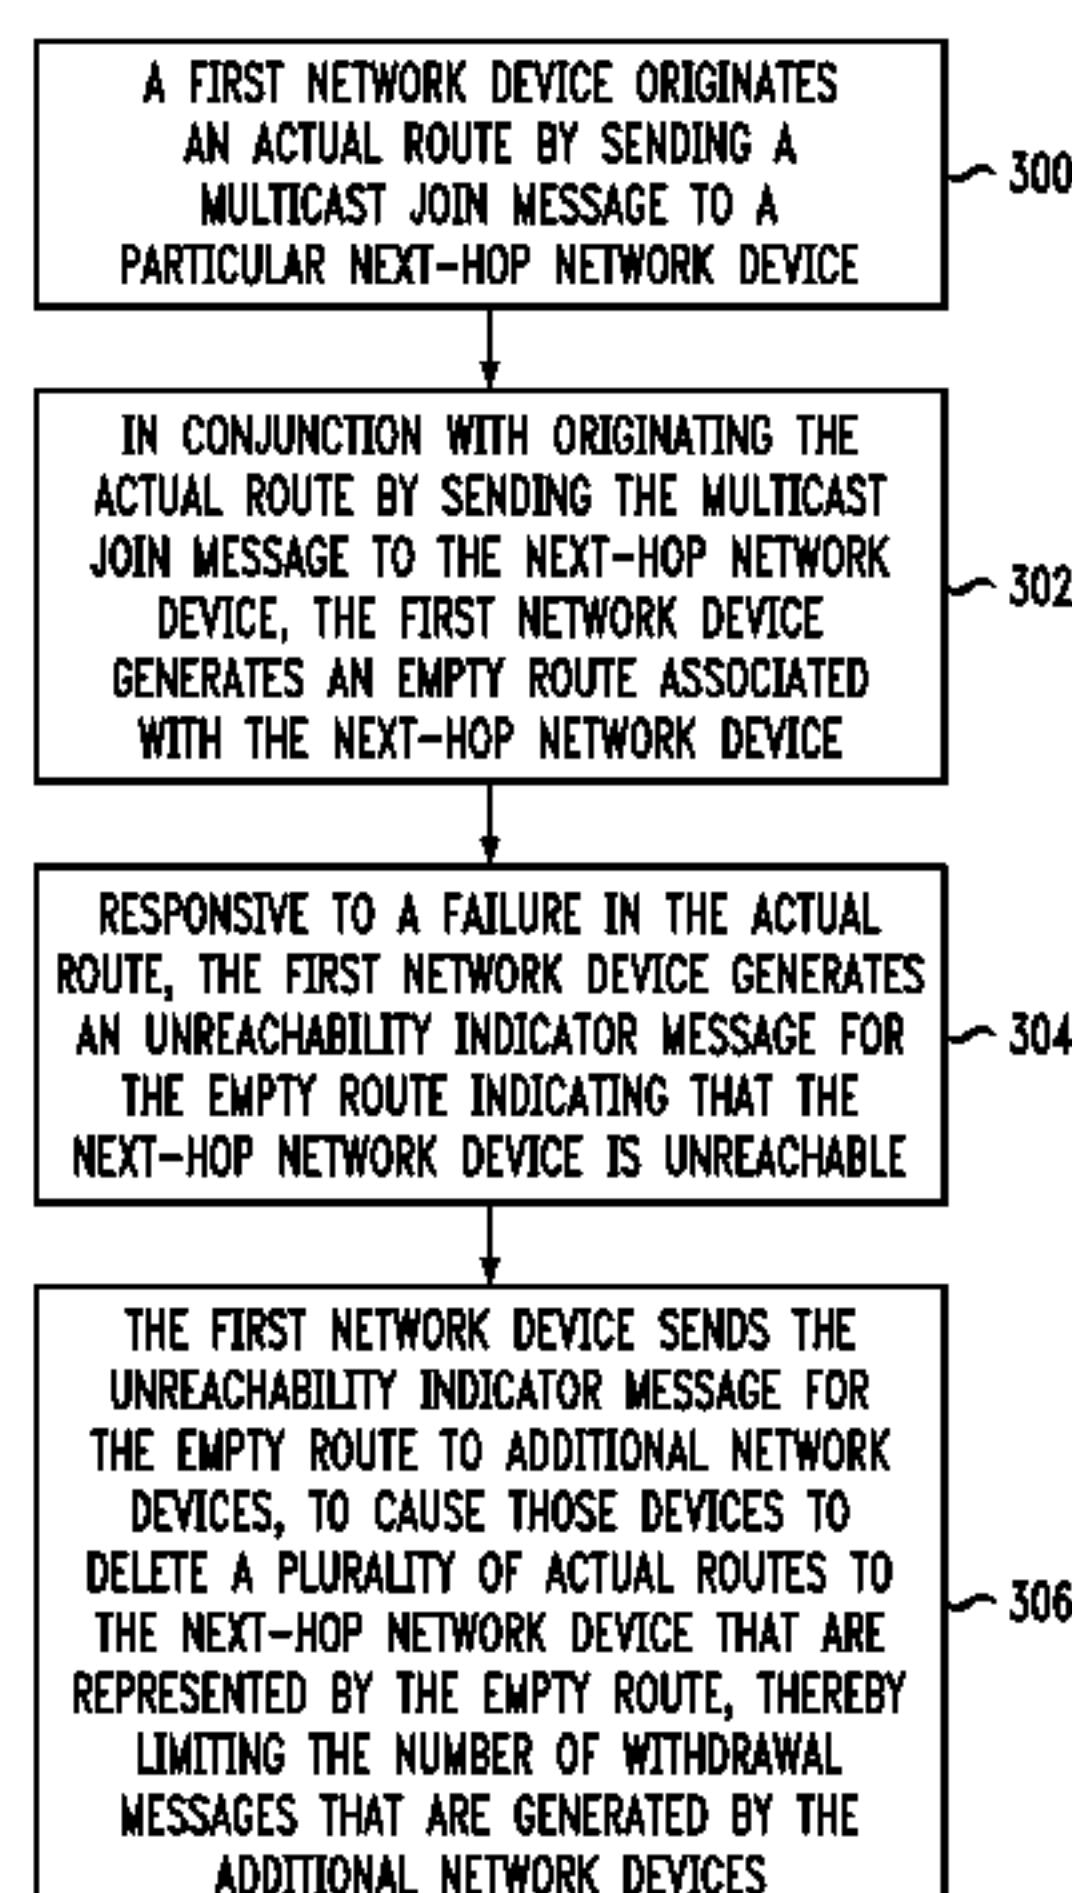 A FIRST NETWORK DEVICE ORIGINATES
AN ACTUAL ROUTE BY SENDING A
MULTICAST JOIN MESSAGE TO A
PARTICULAR NEXT-HOP NETWORK DEVICE
300
IN CONJUNCTION WITH ORIGINATING THE
ACTUAL ROUTE BY SENDING THE MULTICAST
JOIN MESSAGE TO THE NEXT-HOP NETWORK
DEVICE, THE FIRST NETWORK DEVICE
GENERATES AN EMPTY ROUTE ASSOCIATED
WITH THE NEXT-HOP NETWORK DEVICE
302
RESPONSIVE TO A FAILURE IN THE ACTUAL
ROUTE, THE FIRST NETWORK DEVICE GENERATES
AN UNREACHABILITY INDICATOR MESSAGE FOR
THE EMPTY ROUTE INDICATING THAT THE
NEXT-HOP NETWORK DEVICE IS UNREACHABLE
304
THE FIRST NETWORK DEVICE SENDS THE
UNREACHABILITY INDICATOR MESSAGE FOR
THE EMPTY ROUTE TO ADDITIONAL NETWORK
DEVICES, TO CAUSE THOSE DEVICES TO
DELETE A PLURALITY OF ACTUAL ROUTES TO
THE NEXT-HOP NETWORK DEVICE THAT ARE
REPRESENTED BY THE EMPTY ROUTE, THEREBY
LIMITING THE NUMBER OF WITHDRAWAL
MESSAGES THAT ARE GENERATED BY THE
ADDITIONAL NETWORK DEVICES
306